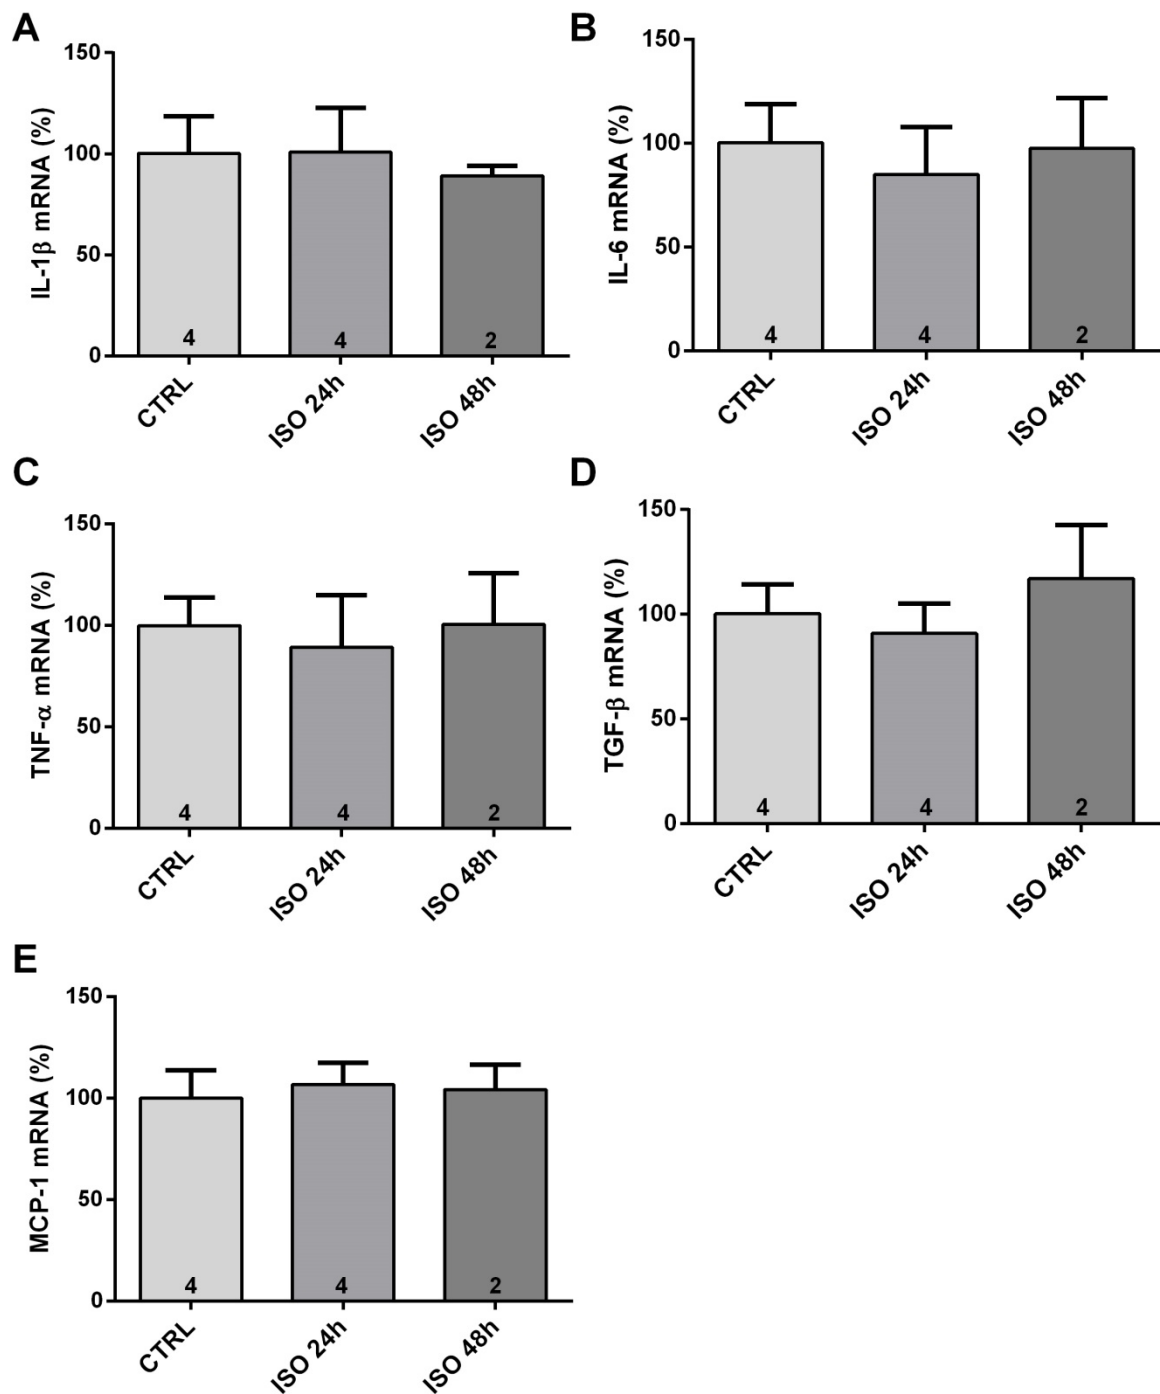 A
IL-1β mRNA (%)
150
100
50
0
4
4
2
CTRL
ISO 24h
ISO 48h
B
IL-6 mRNA (%)
150
100
50
0
4
4
2
CTRL
ISO 24h
ISO 48h
C
TNF-α mRNA (%)
150
100
50
0
4
4
2
CTRL
ISO 24h
ISO 48h
D
TGF-β mRNA (%)
150
100
50
0
4
4
2
CTRL
ISO 24h
ISO 48h
E
MCP-1 mRNA (%)
150
100
50
0
4
4
2
CTRL
ISO 24h
ISO 48h